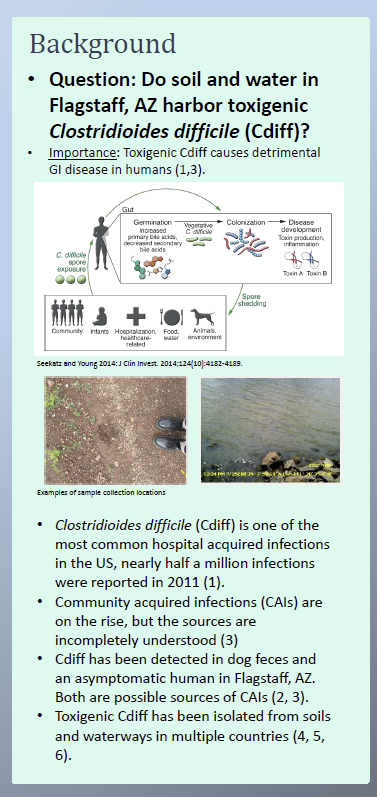 Background
• Question: Do soil and water in
Flagstaff, AZ harbor toxigenic
Clostridioides difficile (Cdiff)?
• Importance: Toxigenic Cdiff causes detrimental
GI disease in humans (1,3).
Gut
Germination
Increased
primary bile acids,
decreased secondary
bile acids
Vegetative
C. difficile
Colonization
Disease
development
Toxin production,
inflammation
Toxin A Toxin B
C. difficile
spore
exposure
Spore
shedding
Community
Infants
Hospitalization,
healthcare-
related
Food,
water
Animals,
environment
Seekatz and Young 2014: J Clin Invest. 2014;124(10):4182-4189.
Examples of sample collection locations
• Clostridioides difficile (Cdiff) is one of the
most common hospital acquired infections
in the US, nearly half a million infections
were reported in 2011 (1).
• Community acquired infections (CAIs) are
on the rise, but the sources are
incompletely understood (3)
• Cdiff has been detected in dog feces and
an asymptomatic human in Flagstaff, AZ.
Both are possible sources of CAIs (2, 3).
• Toxigenic Cdiff has been isolated from soils
and waterways in multiple countries (4, 5,
6).